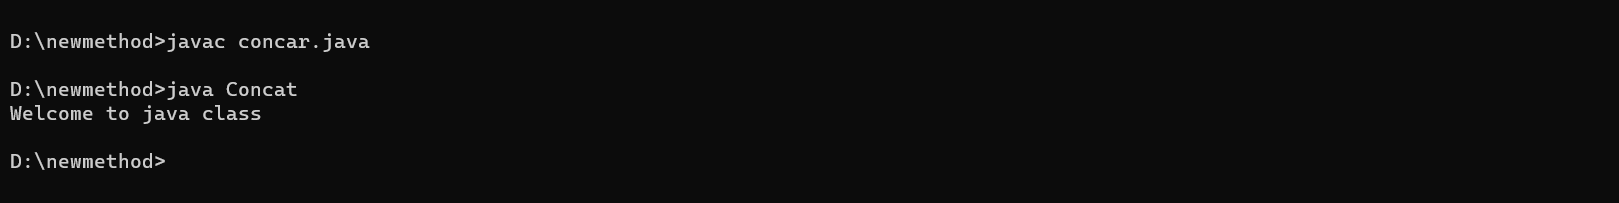 D:\newmethod>javac concar.java
D:\newmethod>java Concat
Welcome to java class
D:\newmethod>